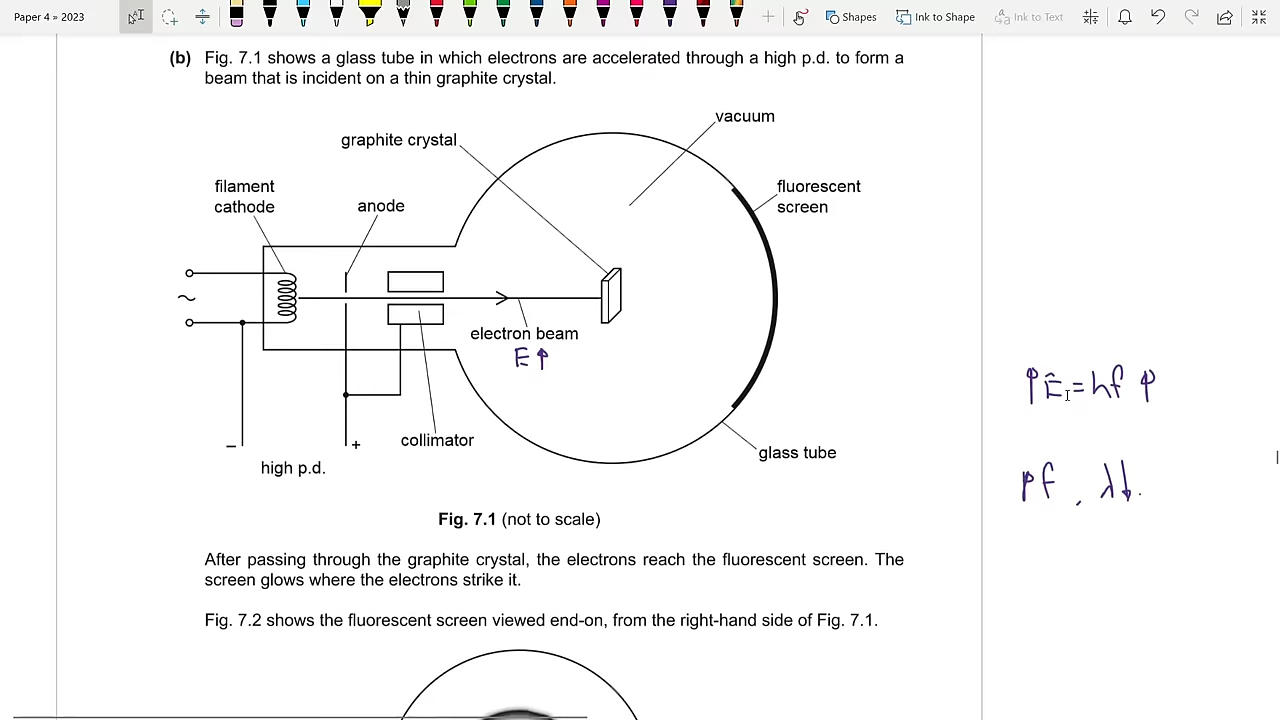 Paper 4 » 2023
Shapes
Ink to Shape
Ink to Text
(b) Fig. 7.1 shows a glass tube in which electrons are accelerated through a high p.d. to form a
beam that is incident on a thin graphite crystal.
vacuum
graphite crystal
filament
cathode
anode
fluorescent
screen
~
electron beam
E↑
↑E=hf↑
collimator
glass tube
– +
high p.d.
↑f , λ↓.
Fig. 7.1 (not to scale)
After passing through the graphite crystal, the electrons reach the fluorescent screen. The
screen glows where the electrons strike it.
Fig. 7.2 shows the fluorescent screen viewed end-on, from the right-hand side of Fig. 7.1.